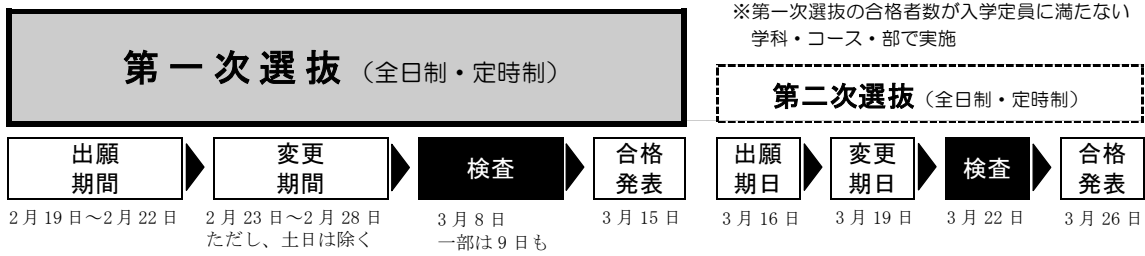 第一次選抜（全日制・定時制）
出願
期間
変更
期間
検査
合格
発表
2月19日～2月22日
2月23日～2月28日
ただし、土日は除く
3月8日
一部は9日も
3月15日
※第一次選抜の合格者数が入学定員に満たない
学科・コース・部で実施
第二次選抜（全日制・定時制）
出願
期日
変更
期日
検査
合格
発表
3月16日
3月19日
3月22日
3月26日